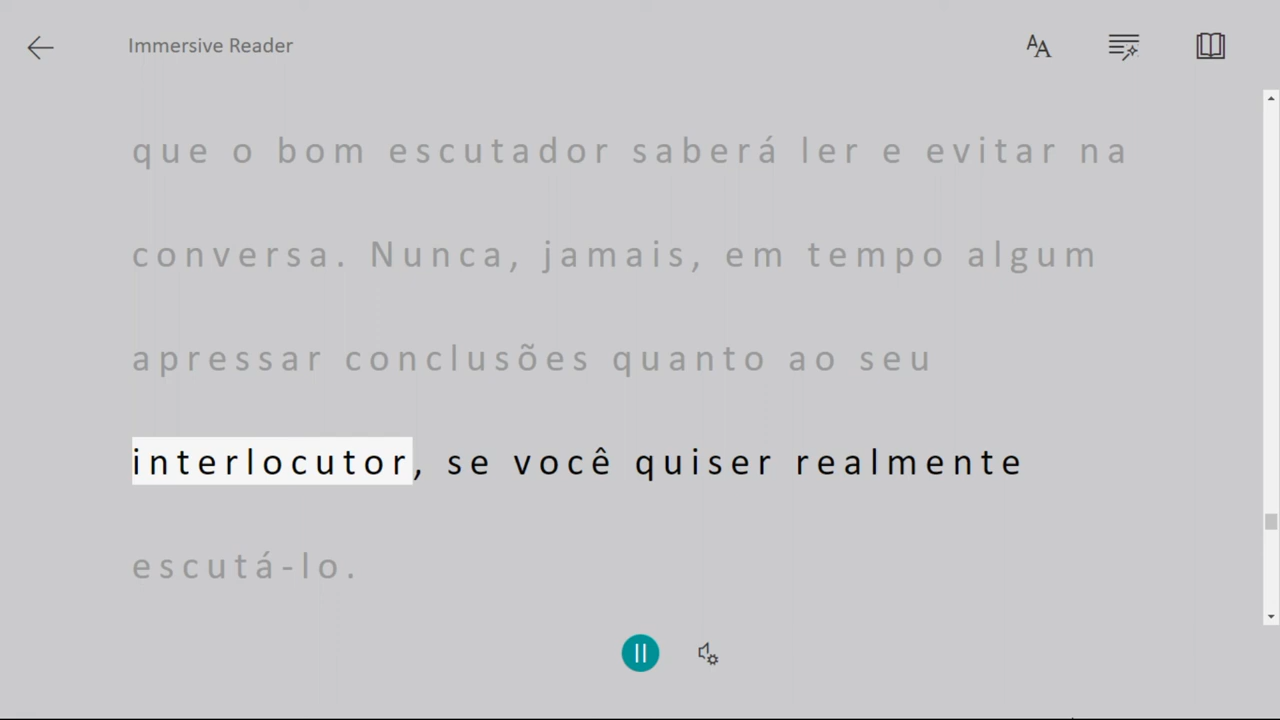 Immersive Reader
que o bom escutador saberá ler e evitar na
conversa. Nunca, jamais, em tempo algum
apressar conclusões quanto ao seu
interlocutor, se você quiser realmente
escutá-lo.